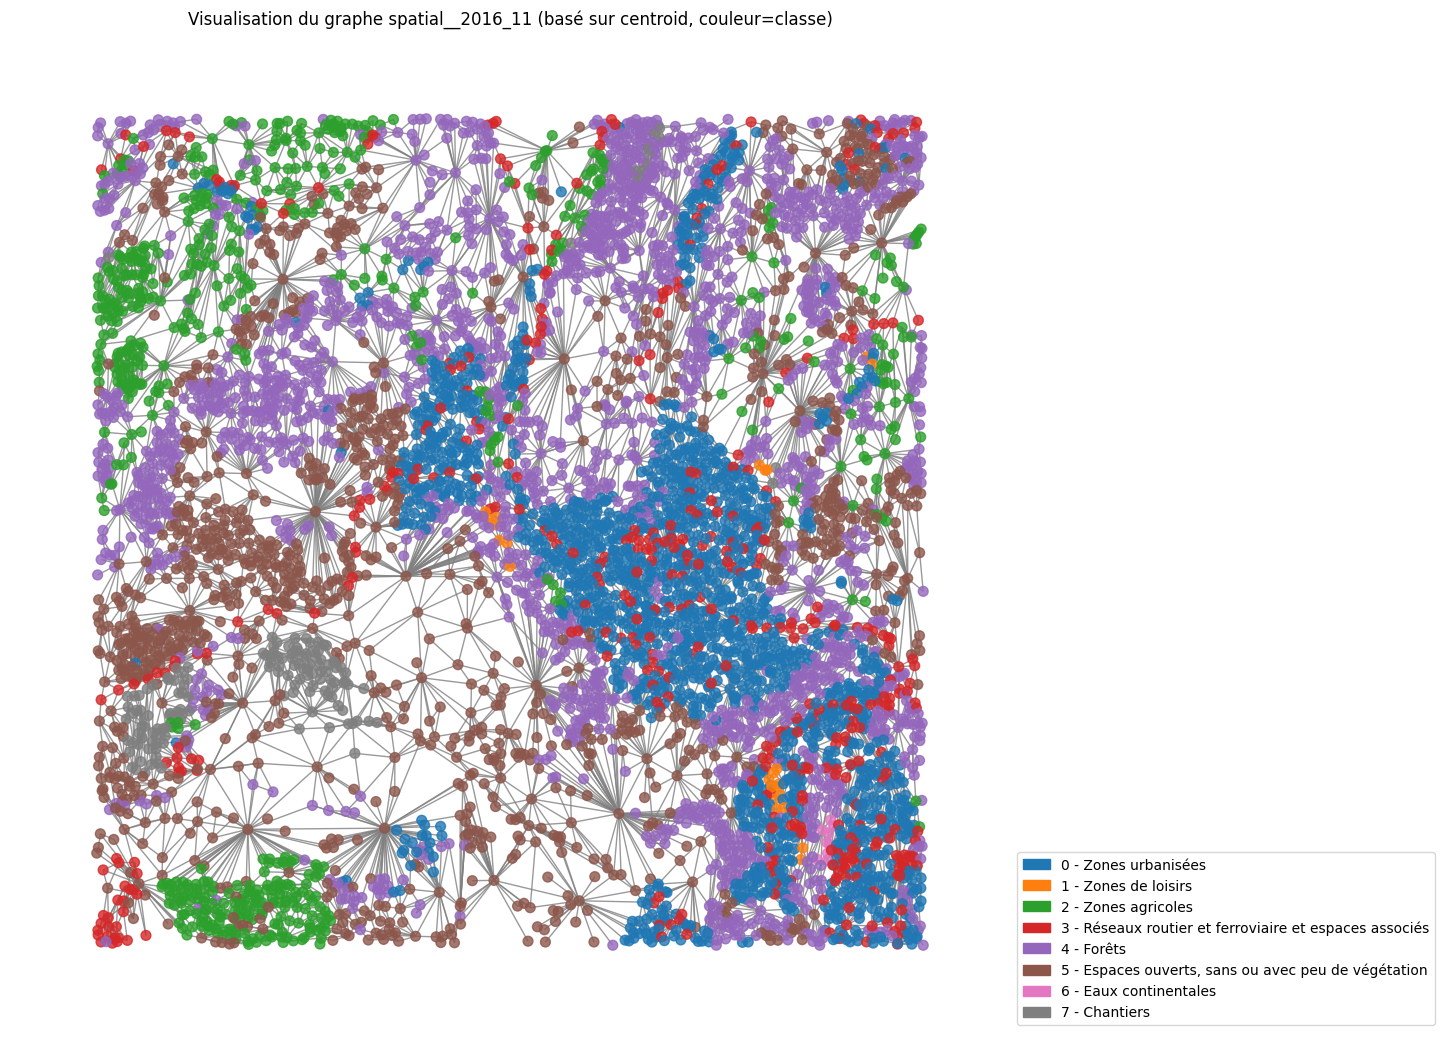 Visualisation du graphe spatial__2016_11 (basé sur centroid, couleur=classe)
0 - Zones urbanisées
1 - Zones de loisirs
2 - Zones agricoles
3 - Réseaux routier et ferroviaire et espaces associés
4 - Forêts
5 - Espaces ouverts, sans ou avec peu de végétation
6 - Eaux continentales
7 - Chantiers